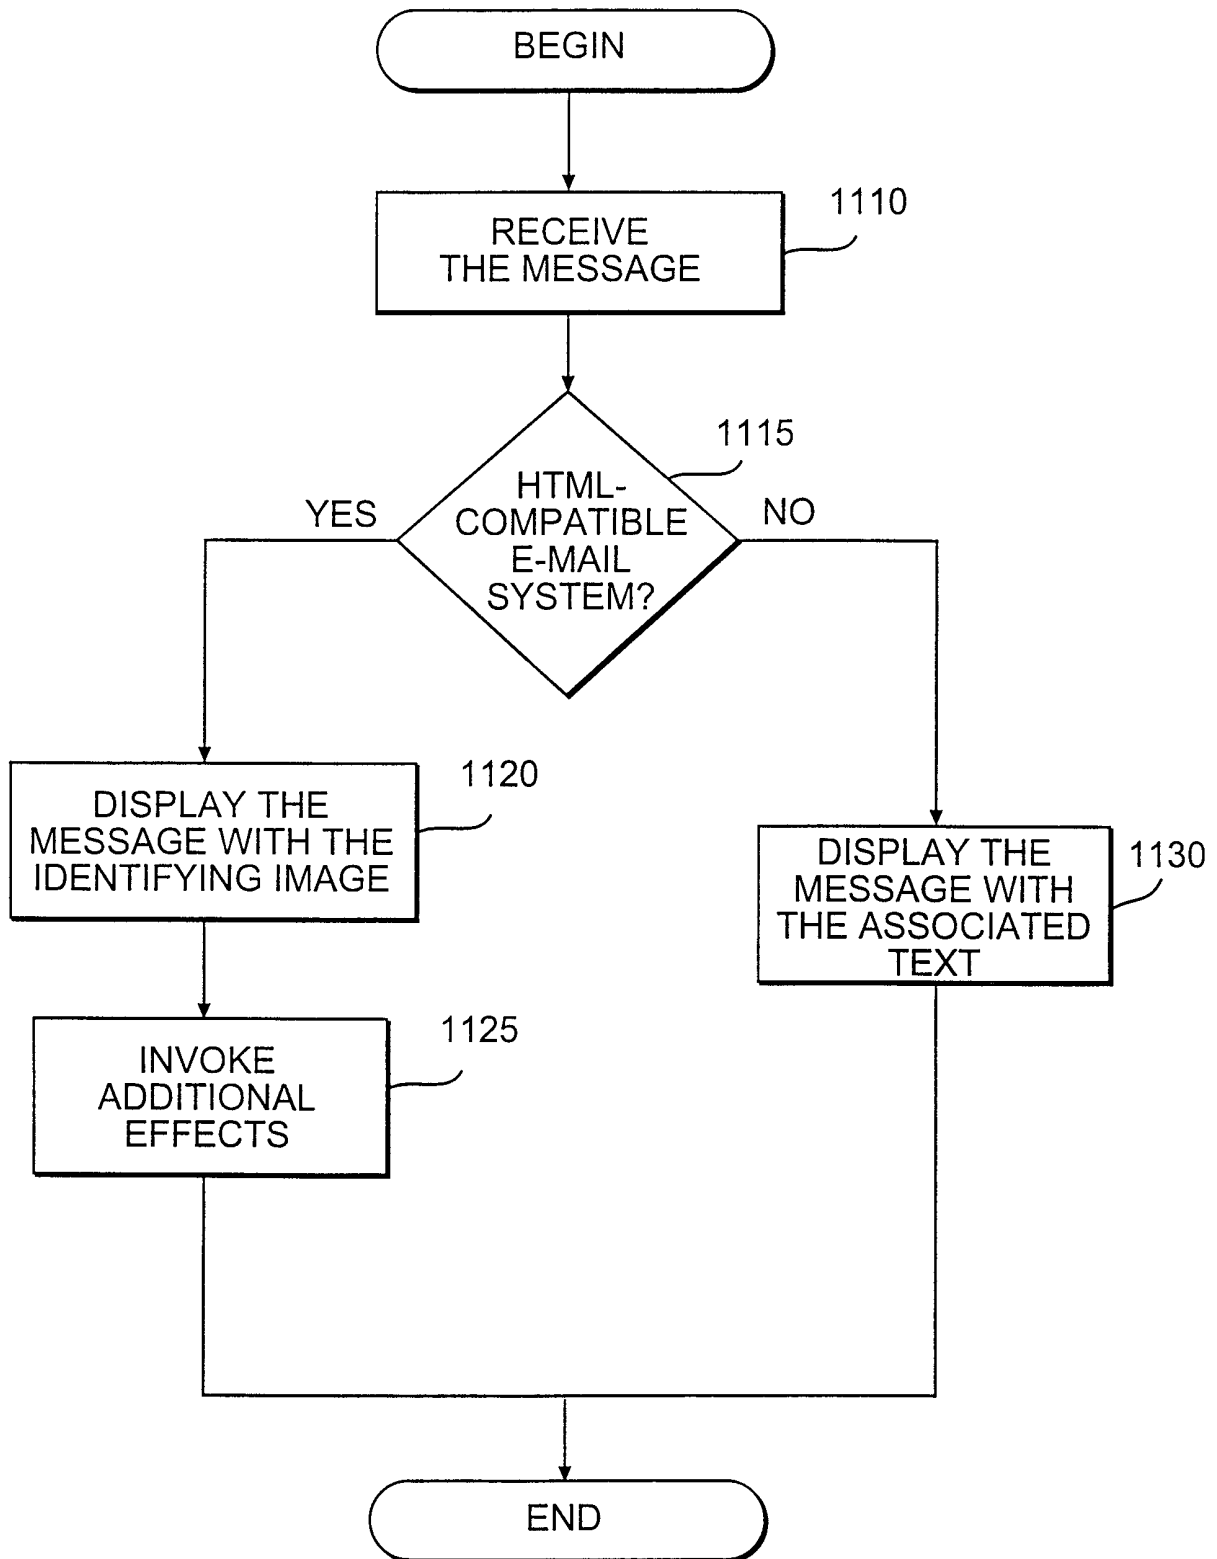 BEGIN
RECEIVE
THE MESSAGE
1110
1115
HTML-
COMPATIBLE
E-MAIL
SYSTEM?
YES
NO
1120
DISPLAY THE
MESSAGE WITH THE
IDENTIFYING IMAGE
1130
DISPLAY THE
MESSAGE WITH
THE ASSOCIATED
TEXT
1125
INVOKE
ADDITIONAL
EFFECTS
END